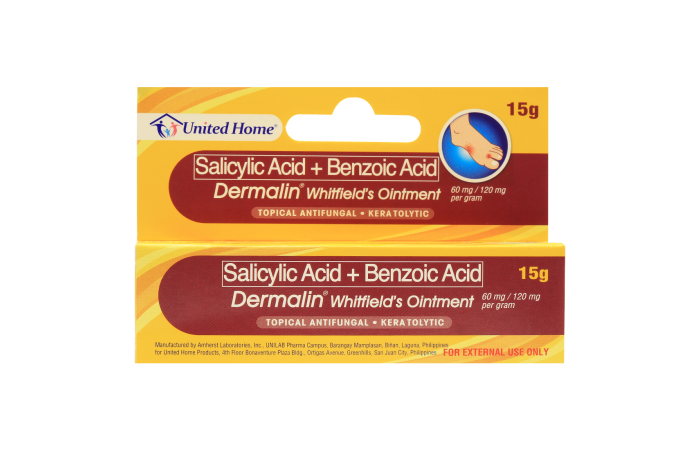 United Home®
15g
Salicylic Acid + Benzoic Acid
Dermalin® Whitfield's Ointment
60 mg / 120 mg
per gram
TOPICAL ANTIFUNGAL • KERATOLYTIC
Salicylic Acid + Benzoic Acid
15g
Dermalin® Whitfield's Ointment
60 mg / 120 mg
per gram
TOPICAL ANTIFUNGAL • KERATOLYTIC
Manufactured by Amherst Laboratories, Inc., UNILAB Pharma Campus, Barangay Mamplasan, Biñan, Laguna, Philippines
for United Home Products, 4th Floor Bonaventure Plaza Bldg., Ortigas Avenue, Greenhills, San Juan City, Philippines
FOR EXTERNAL USE ONLY